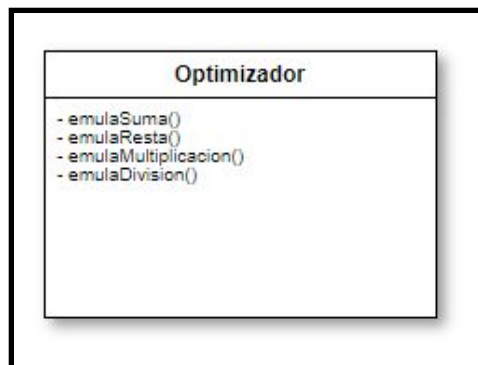 Optimizador
- emulaSuma()
- emulaResta()
- emulaMultiplicacion()
- emulaDivision()